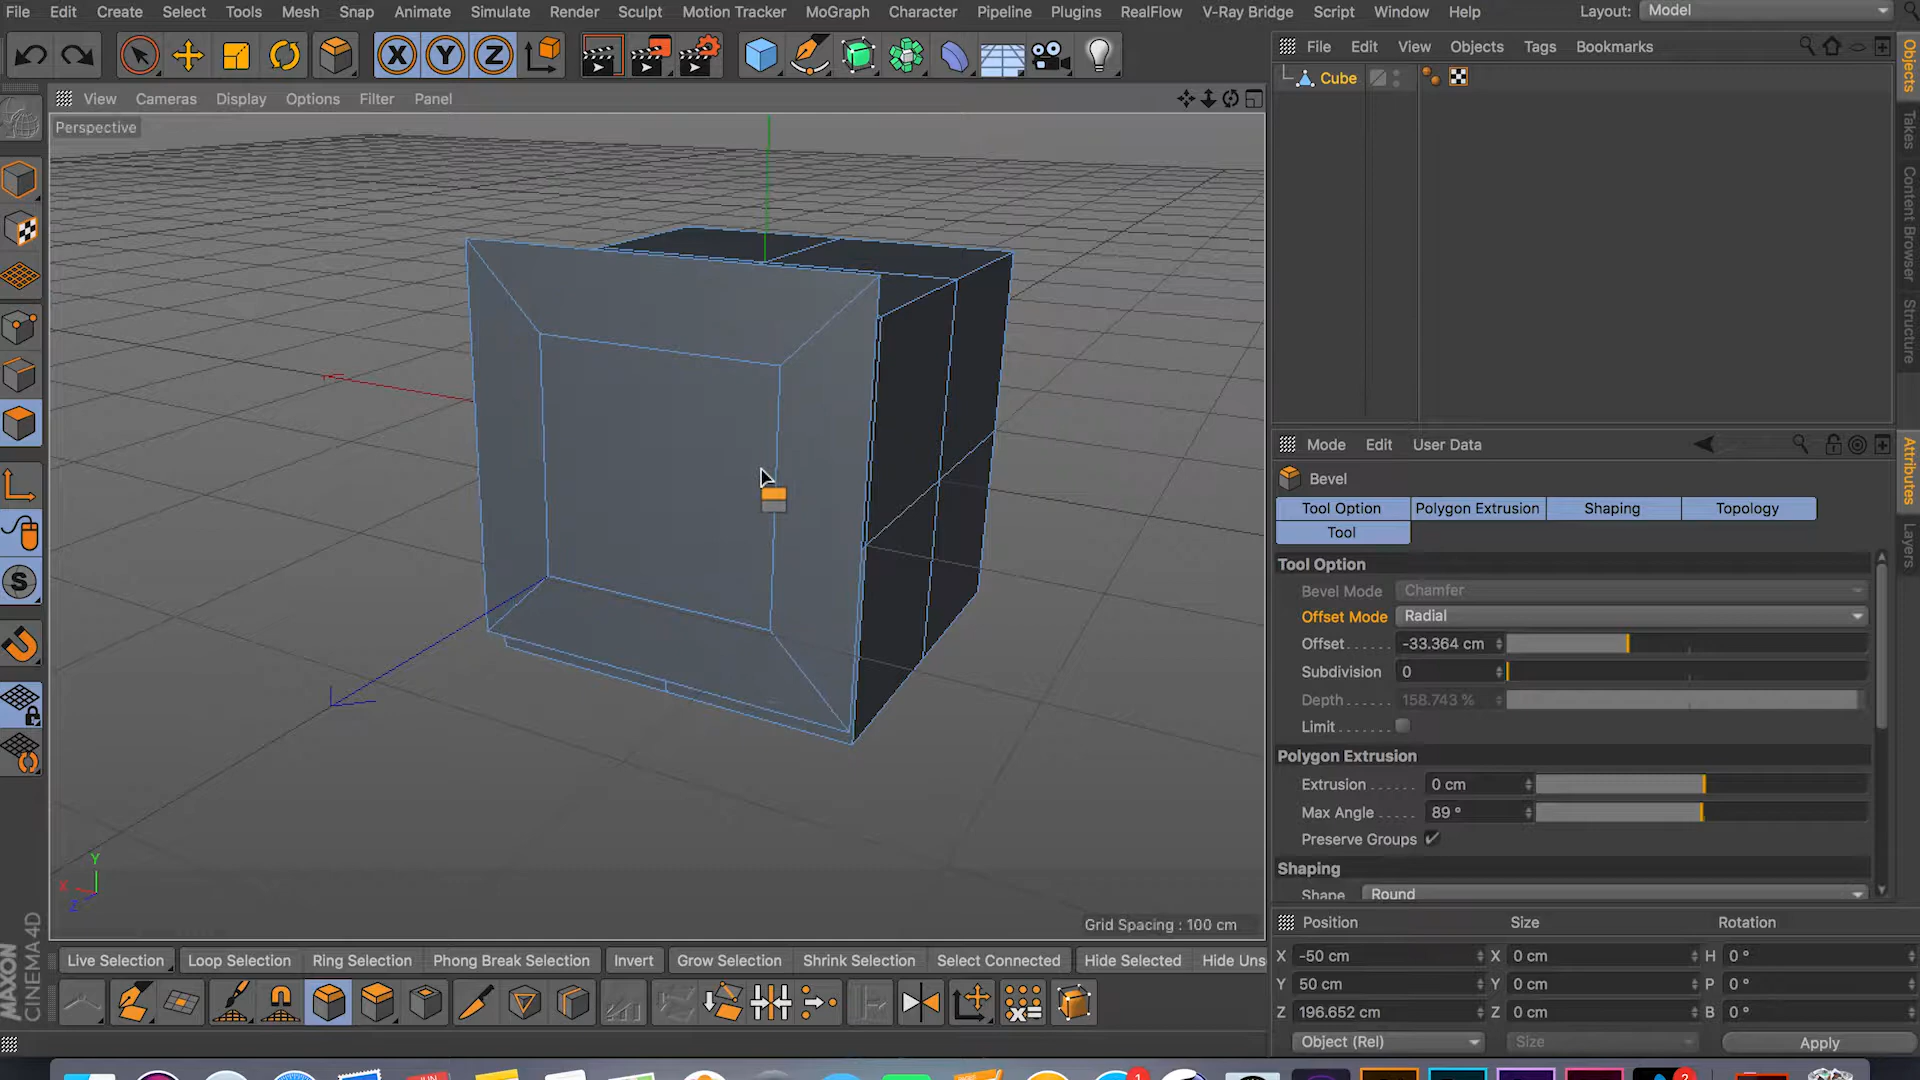 File Edit Create Select Tools Mesh Snap Animate Simulate Render Sculpt Motion Tracker MoGraph Character Pipeline Plugins RealFlow V-Ray Bridge Script Window Help Layout: Model
X Y Z
File Edit View Objects Tags Bookmarks
Cube
View Cameras Display Options Filter Panel
Perspective
Objects
Takes
Content Browser
Structure
Mode Edit User Data
Bevel
Tool Option Polygon Extrusion Shaping Topology
Tool
Tool Option
Bevel Mode Chamfer
Offset Mode Radial
Offset . . . . . . -33.364 cm
Subdivision 0
Depth . . . . . . 158.743 %
Limit . . . . . . .
Polygon Extrusion
Extrusion . . . . . . 0 cm
Max Angle . . . . . 89 °
Preserve Groups
Shaping
Shape Round
Attributes
Layers
S
Y
X
Z
Grid Spacing : 100 cm
MAXON
CINEMA 4D
Live Selection Loop Selection Ring Selection Phong Break Selection Invert Grow Selection Shrink Selection Select Connected Hide Selected Hide Uns
Position Size Rotation
X -50 cm X 0 cm H 0 °
Y 50 cm Y 0 cm P 0 °
Z 196.652 cm Z 0 cm B 0 °
Object (Rel) Size Apply
1
2